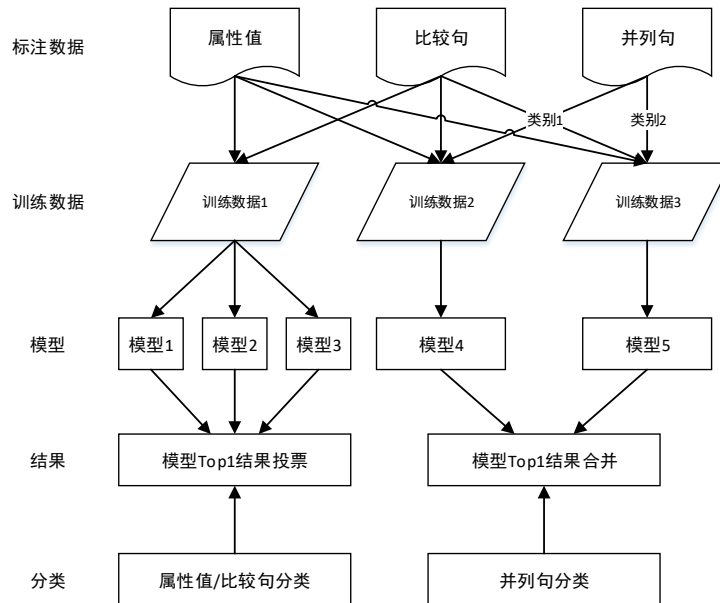 标注数据
属性值
比较句
并列句
类别1
类别2
训练数据
训练数据1
训练数据2
训练数据3
模型
模型1
模型2
模型3
模型4
模型5
结果
模型Top1结果投票
模型Top1结果合并
分类
属性值/比较句分类
并列句分类